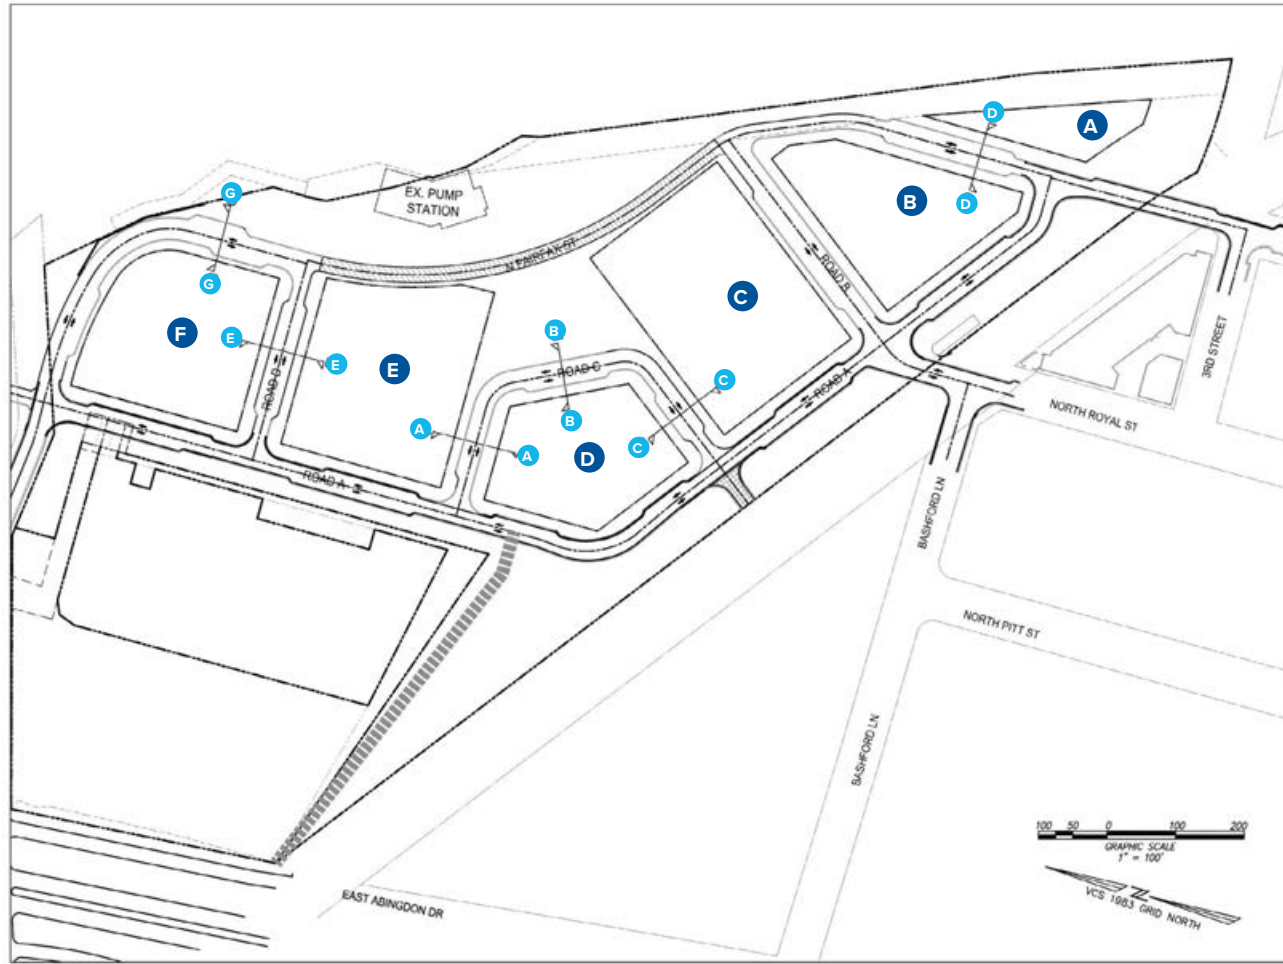 D
A
G
EX. PUMP
STATION
B
D
N FAIRFAX ST
ROAD B
G
C
3RD STREET
F
E
B
E
E
ROAD C
C
ROAD D
ROAD A
B
NORTH ROYAL ST
A
C
A
D
ROAD A
BASHFORD LN
NORTH PITT ST
BASHFORD LN
100 50 0 100 200
GRAPHIC SCALE
1" = 100'
EAST ABINGDON DR
VCS 1983 GRID NORTH